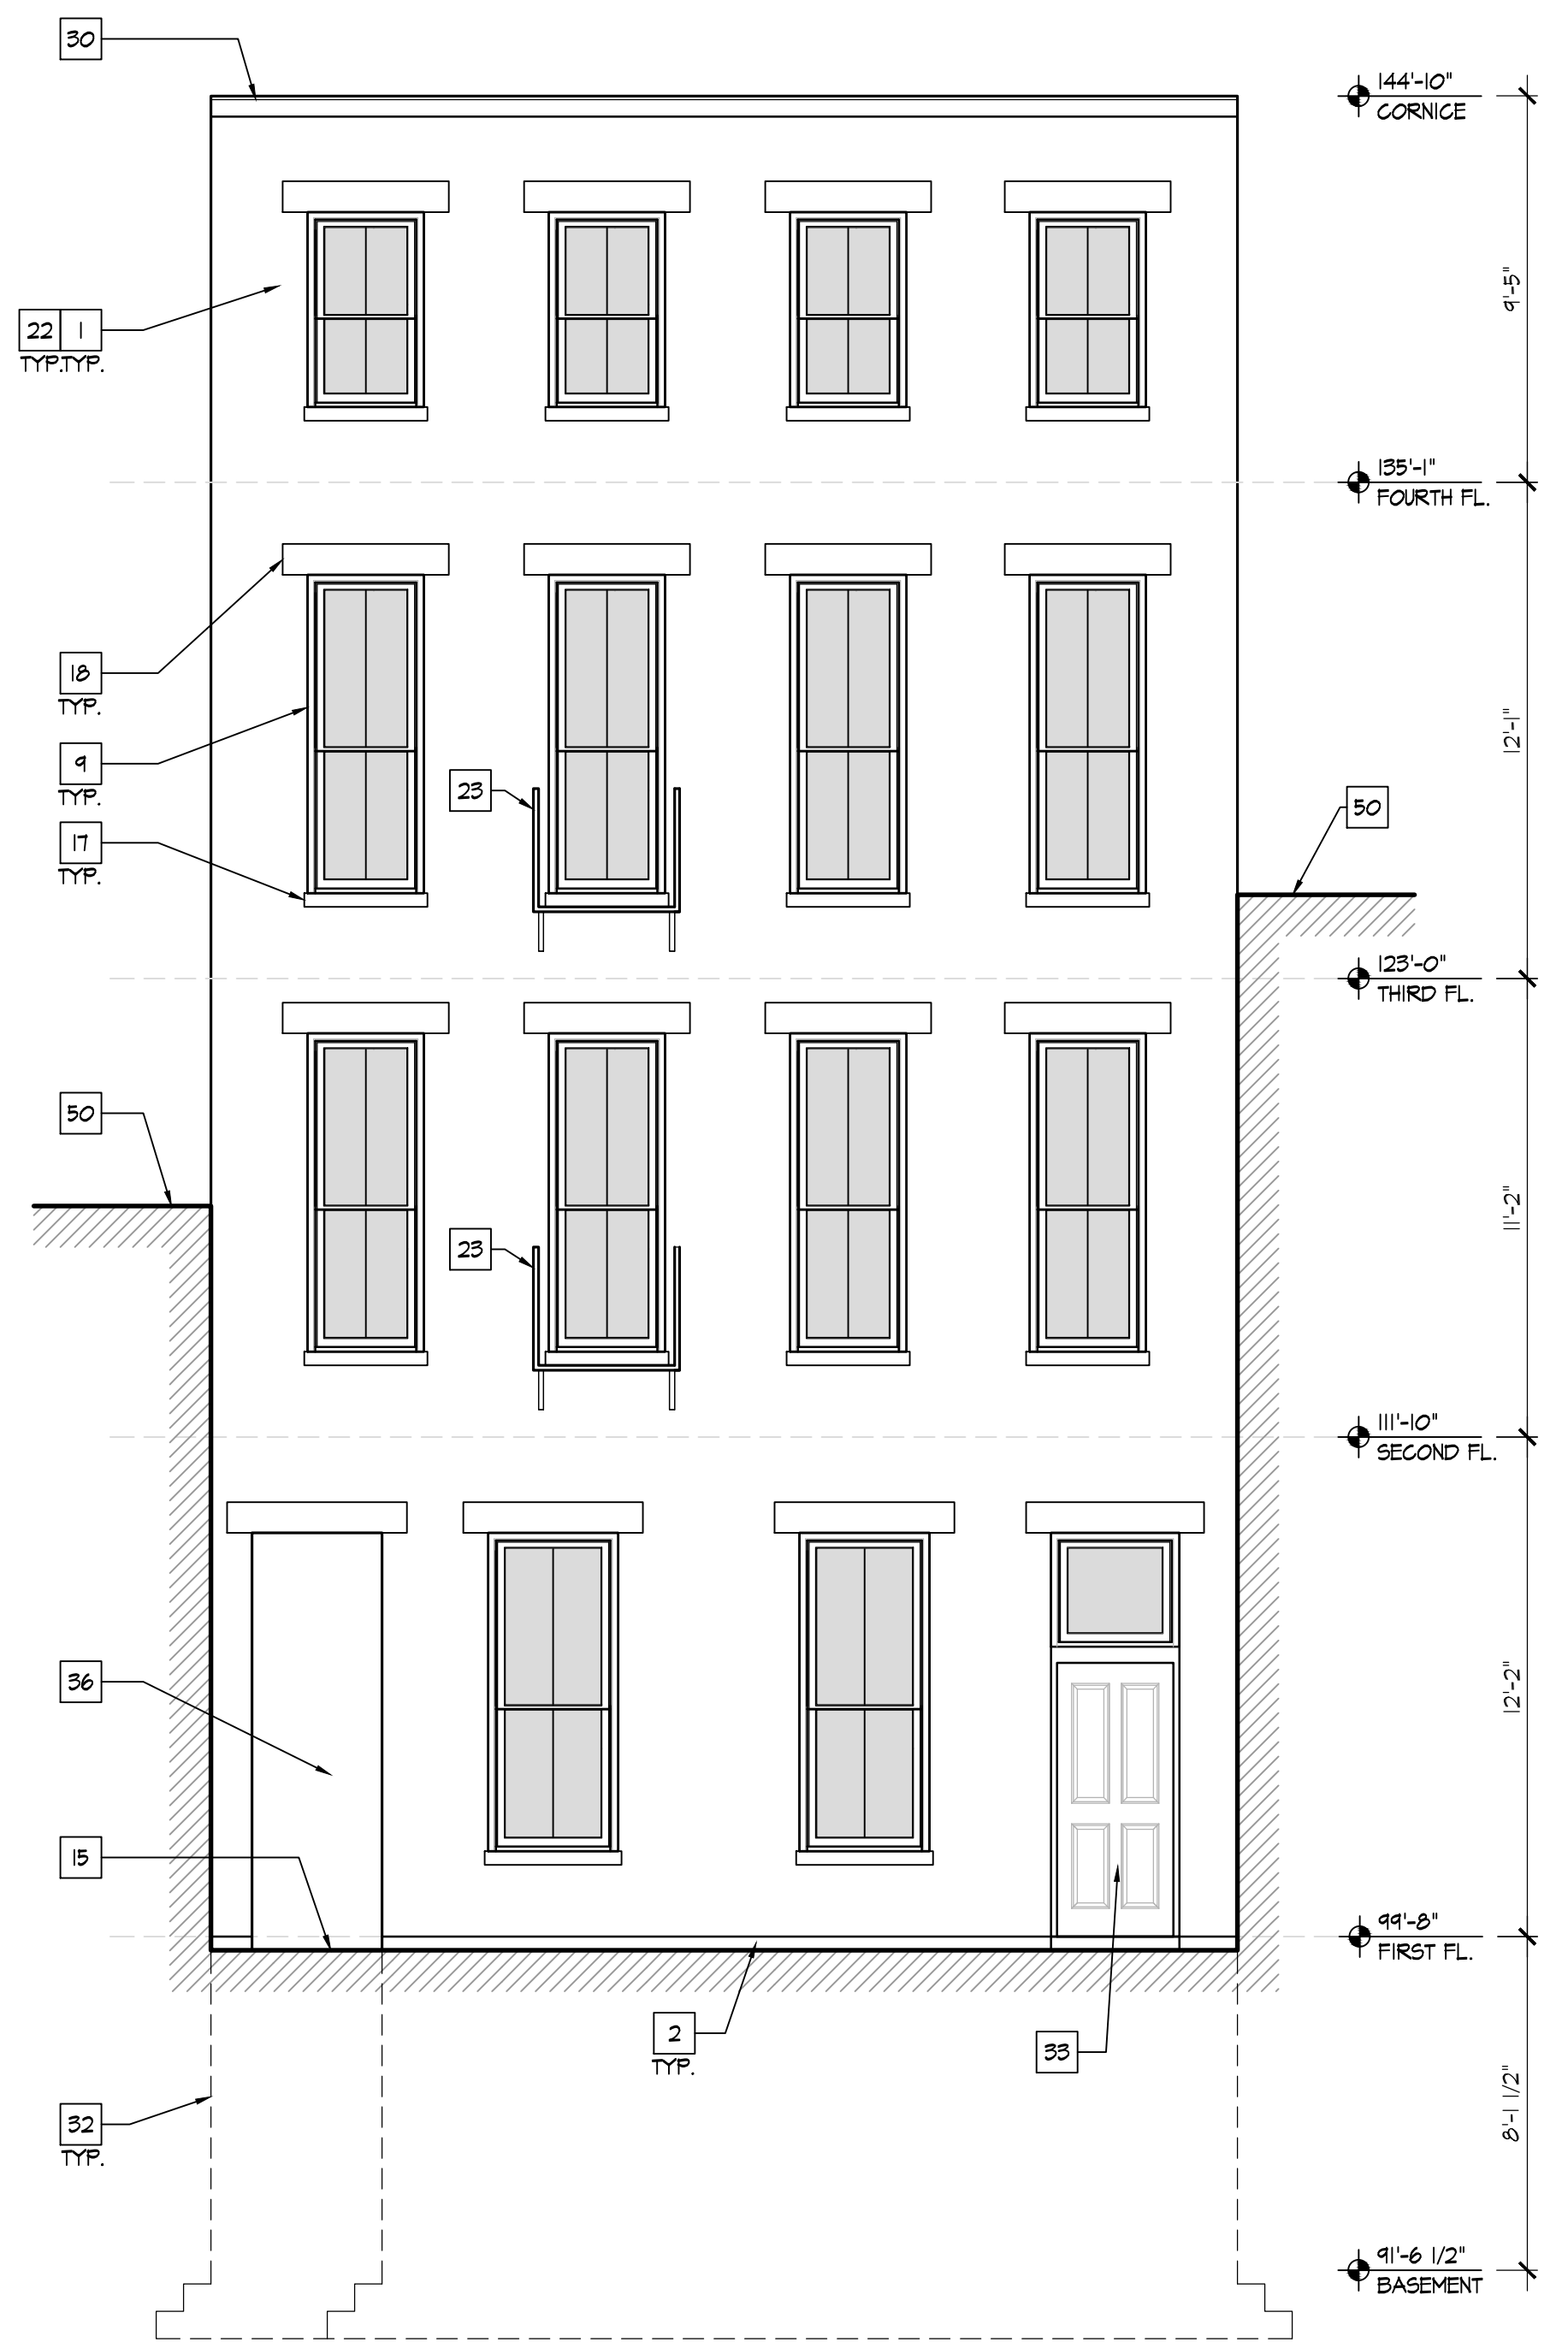 30
144'-10"
CORNICE
9'-5"
22 1
TYP. TYP.
135'-1"
FOURTH FL.
18
TYP.
9
TYP.
12'-1"
23
50
17
TYP.
123'-0"
THIRD FL.
50
11'-2"
23
111'-10"
SECOND FL.
36
12'-2"
15
99'-8"
FIRST FL.
2
TYP.
33
32
TYP.
8'-1 1/2"
91'-6 1/2"
BASEMENT